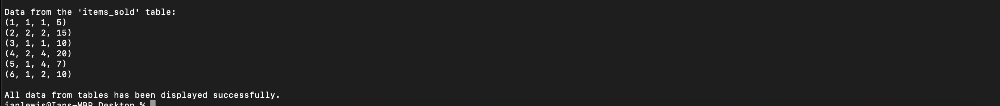 Data from the 'items_sold' table:
(1, 1, 1, 5)
(2, 2, 2, 15)
(3, 1, 1, 10)
(4, 2, 4, 20)
(5, 1, 4, 7)
(6, 1, 2, 10)
All data from tables has been displayed successfully.
ianlewis@Ians-MBP Desktop %